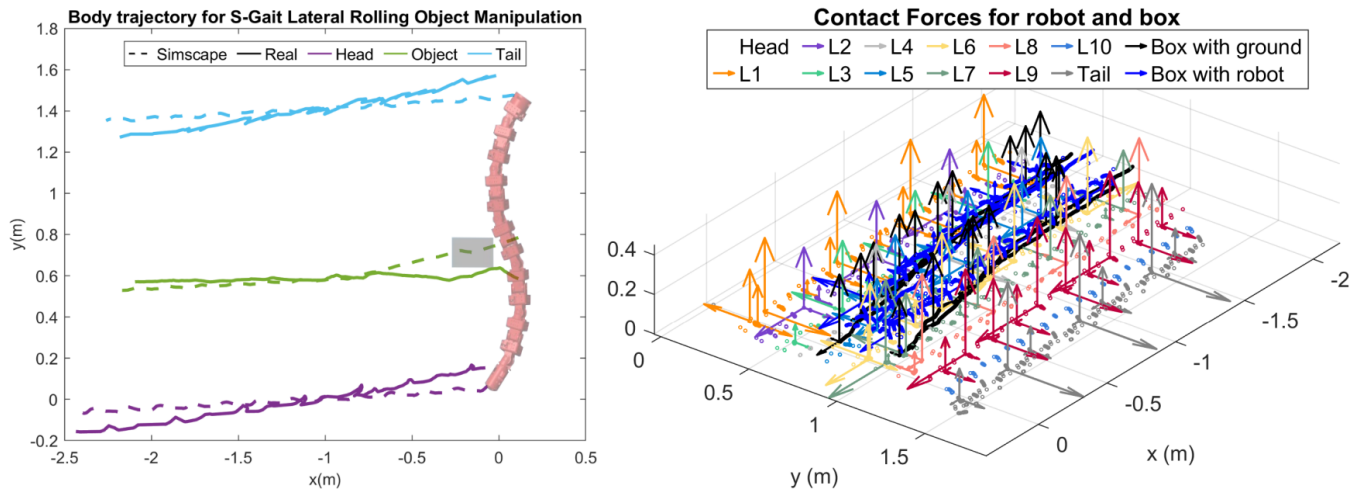 Body trajectory for S-Gait Lateral Rolling Object Manipulation
1.8
1.6
1.4
1.2
1
0.8
0.6
0.4
0.2
0
-0.2
y(m)
Simscape Real Head Object Tail
-2.5 -2 -1.5 -1 -0.5 0 0.5
x(m)
Contact Forces for robot and box
Head L2 L4 L6 L8 L10 Box with ground
L1 L3 L5 L7 L9 Tail Box with robot
0.4
0.2
0
0
0.5
1
1.5
y (m)
0
-0.5
-1
-1.5
-2
x (m)